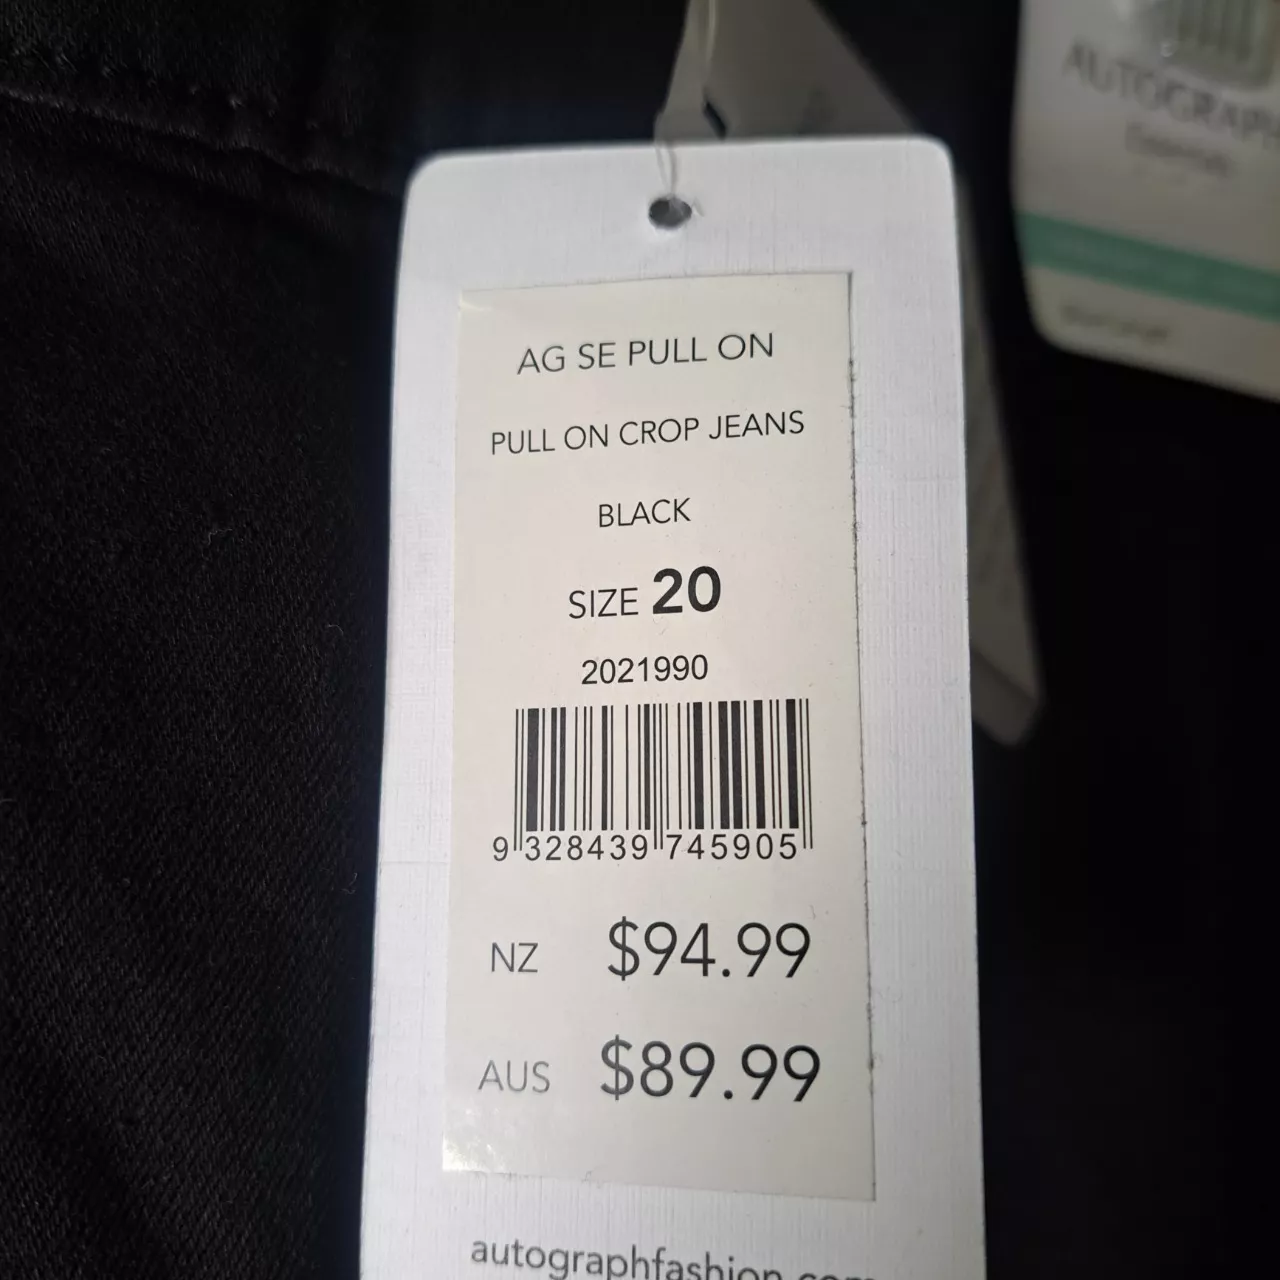 AUTOGRAPH
AG SE PULL ON
PULL ON CROP JEANS
BLACK
SIZE 20
2021990
9 328439 745905
NZ $94.99
AUS $89.99
autographfashion.com